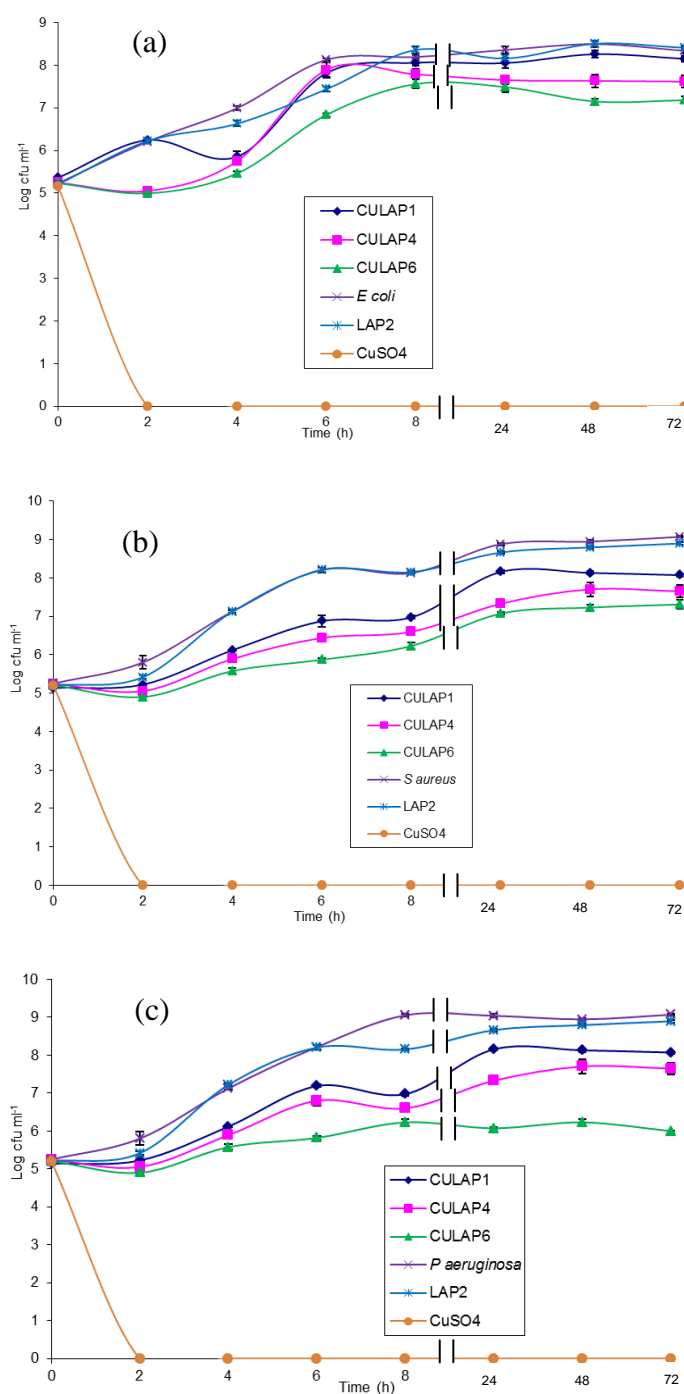 (a)
Log cfu ml-1
9
8
7
6
5
4
3
2
1
0
CULAP1
CULAP4
CULAP6
E coli
LAP2
CuSO4
0 2 4 6 8 24 48 72
Time (h)
(b)
Log cfu ml-1
10
9
8
7
6
5
4
3
2
1
0
CULAP1
CULAP4
CULAP6
S aureus
LAP2
CuSO4
0 2 4 6 8 24 48 72
Time (h)
(c)
Log cfu ml-1
10
9
8
7
6
5
4
3
2
1
0
CULAP1
CULAP4
CULAP6
P aeruginosa
LAP2
CuSO4
0 2 4 6 8 24 48 72
Time (h)